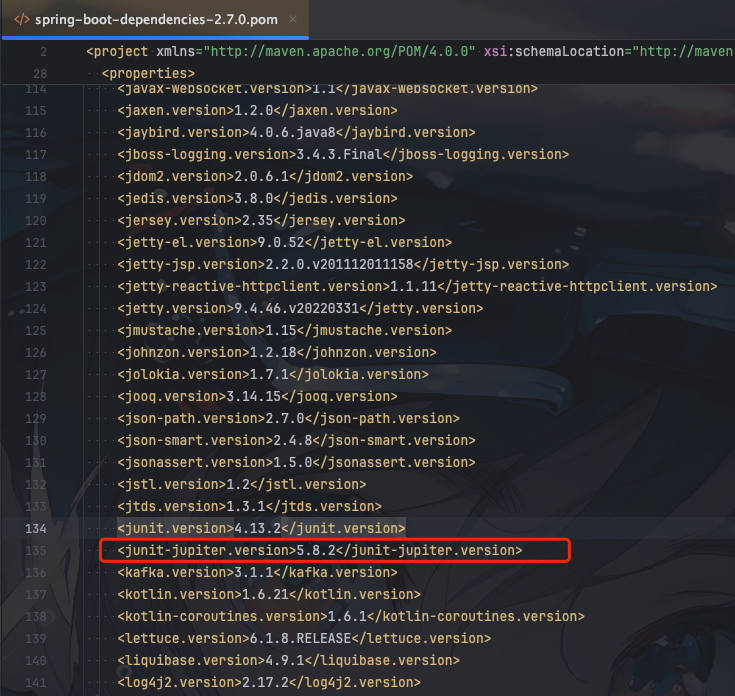 </> spring-boot-dependencies-2.7.0.pom ×
2 <project xmlns="http://maven.apache.org/POM/4.0.0" xsi:schemaLocation="http://maven
28 <properties>
114 <javax-websocket.version>1.1</javax-websocket.version>
115 <jaxen.version>1.2.0</jaxen.version>
116 <jaybird.version>4.0.6.java8</jaybird.version>
117 <jboss-logging.version>3.4.3.Final</jboss-logging.version>
118 <jdom2.version>2.0.6.1</jdom2.version>
119 <jedis.version>3.8.0</jedis.version>
120 <jersey.version>2.35</jersey.version>
121 <jetty-el.version>9.0.52</jetty-el.version>
122 <jetty-jsp.version>2.2.0.v201112011158</jetty-jsp.version>
123 <jetty-reactive-httpclient.version>1.1.11</jetty-reactive-httpclient.version>
124 <jetty.version>9.4.46.v20220331</jetty.version>
125 <jmustache.version>1.15</jmustache.version>
126 <johnzon.version>1.2.18</johnzon.version>
127 <jolokia.version>1.7.1</jolokia.version>
128 <jooq.version>3.14.15</jooq.version>
129 <json-path.version>2.7.0</json-path.version>
130 <json-smart.version>2.4.8</json-smart.version>
131 <jsonassert.version>1.5.0</jsonassert.version>
132 <jstl.version>1.2</jstl.version>
133 <jtds.version>1.3.1</jtds.version>
134 <junit.version>4.13.2</junit.version>
135 <junit-jupiter.version>5.8.2</junit-jupiter.version>
136 <kafka.version>3.1.1</kafka.version>
137 <kotlin.version>1.6.21</kotlin.version>
138 <kotlin-coroutines.version>1.6.1</kotlin-coroutines.version>
139 <lettuce.version>6.1.8.RELEASE</lettuce.version>
140 <liquibase.version>4.9.1</liquibase.version>
141 <log4j2.version>2.17.2</log4j2.version>